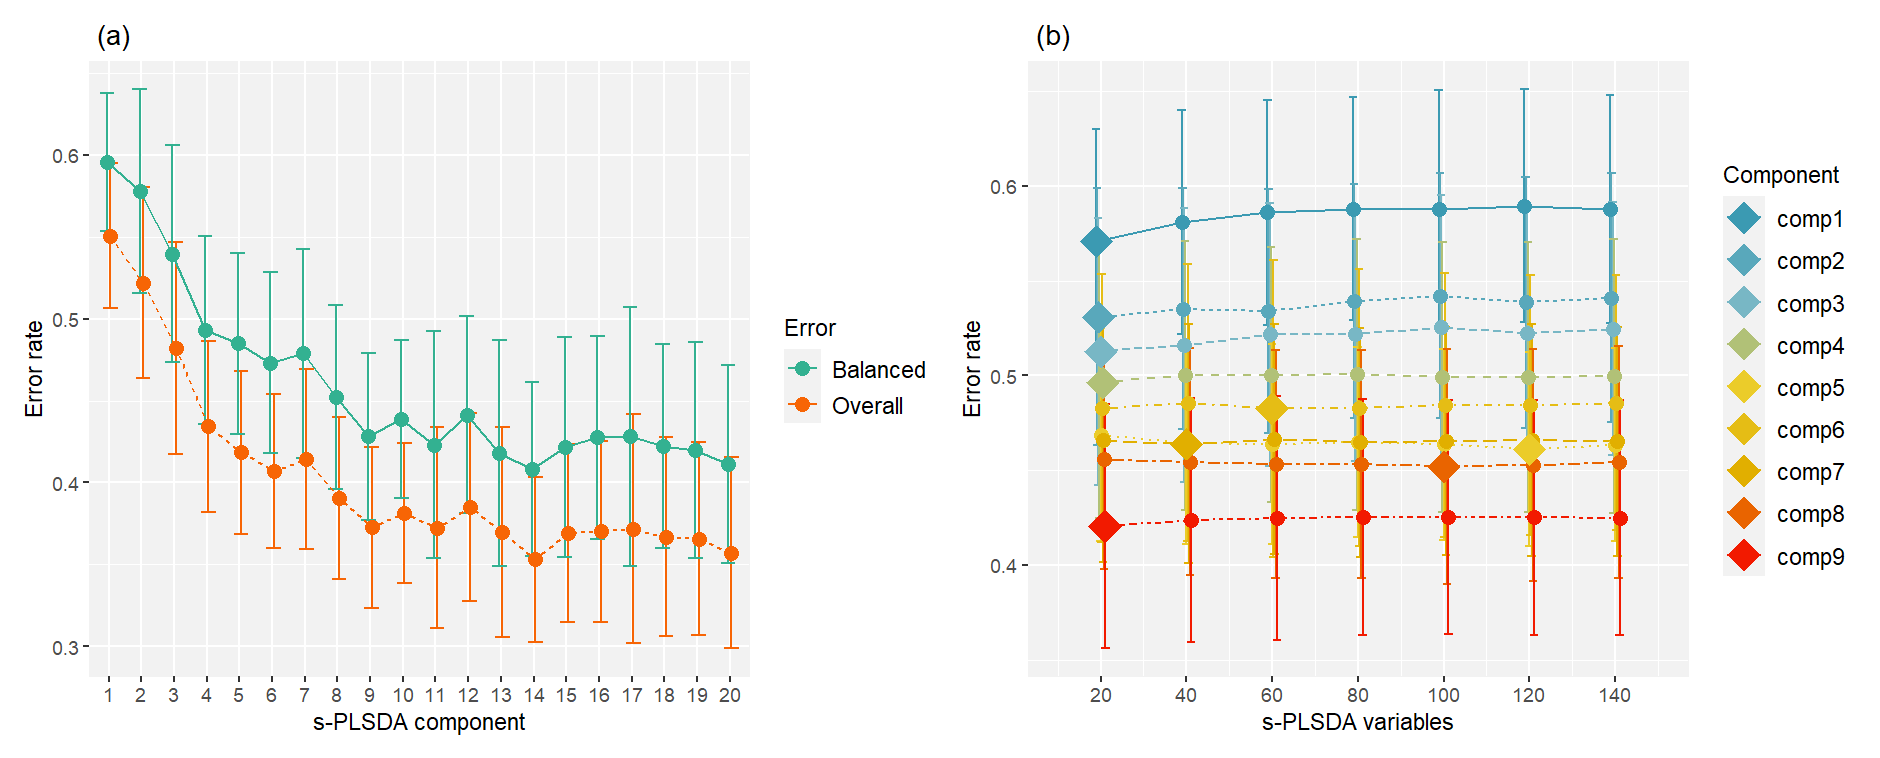 (a)
Error rate
0.6
0.5
0.4
0.3
1 2 3 4 5 6 7 8 9 10 11 12 13 14 15 16 17 18 19 20
s-PLSDA component
Error
Balanced
Overall
(b)
Error rate
0.6
0.5
0.4
20 40 60 80 100 120 140
s-PLSDA variables
Component
comp1
comp2
comp3
comp4
comp5
comp6
comp7
comp8
comp9